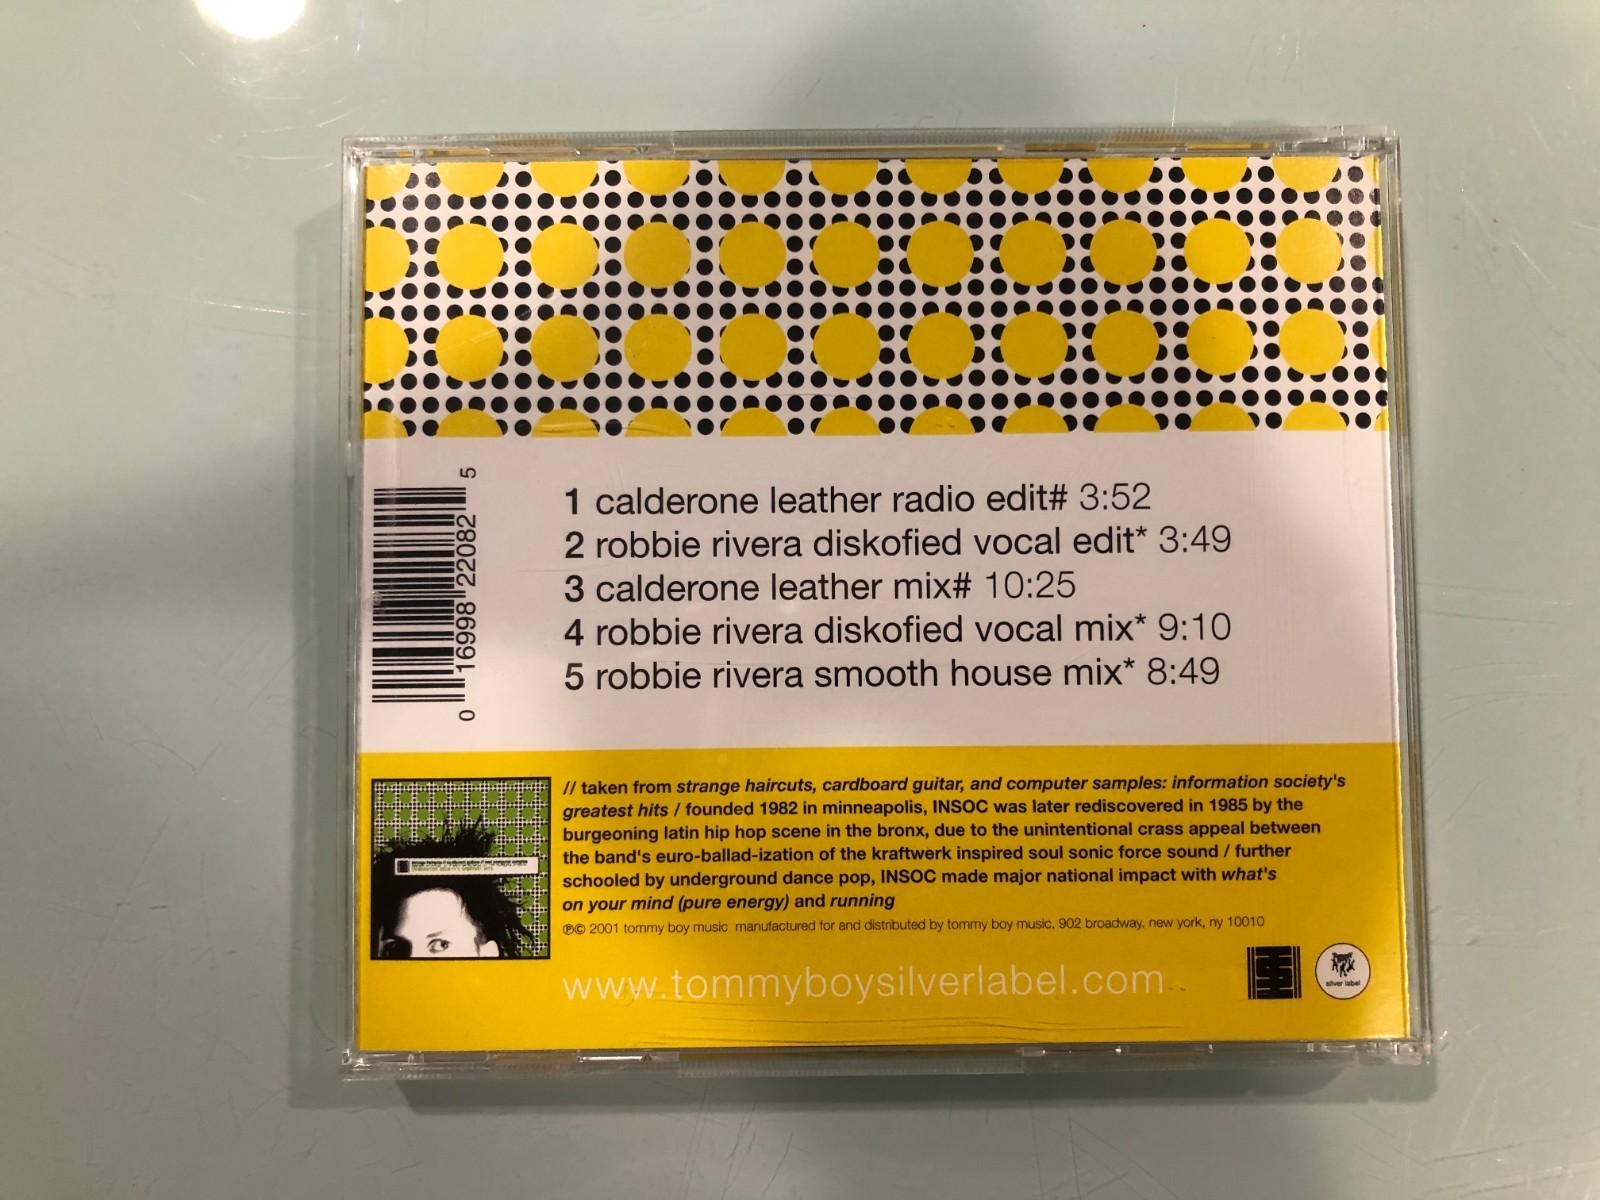 1 calderone leather radio edit# 3:52
2 robbie rivera diskofied vocal edit* 3:49
3 calderone leather mix# 10:25
4 robbie rivera diskofied vocal mix* 9:10
5 robbie rivera smooth house mix* 8:49
0 16998 22082 5
// taken from strange haircuts, cardboard guitar, and computer samples: information society's
greatest hits / founded 1982 in minneapolis, INSOC was later rediscovered in 1985 by the
burgeoning latin hip hop scene in the bronx, due to the unintentional crass appeal between
the band's euro-ballad-ization of the kraftwerk inspired soul sonic force sound / further
schooled by underground dance pop, INSOC made major national impact with what's
on your mind (pure energy) and running
℗© 2001 tommy boy music manufactured for and distributed by tommy boy music, 902 broadway, new york, ny 10010
www.tommyboysilverlabel.com
silver label